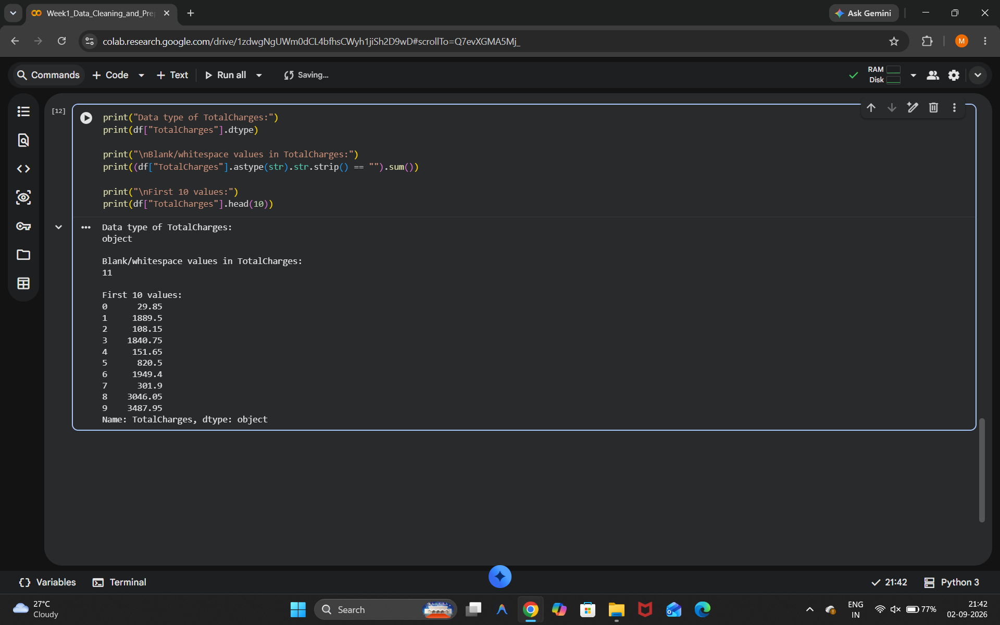 Week1_Data_Cleaning_and_Pre
Ask Gemini
colab.research.google.com/drive/1zdwgNgUWm0dCL4bfhsCWyh1jiSh2D9wD#scrollTo=Q7evXGMA5Mj_
M
Commands + Code + Text Run all Saving...
RAM
Disk
[12]
print("Data type of TotalCharges:")
print(df["TotalCharges"].dtype)
print("\nBlank/whitespace values in TotalCharges:")
print((df["TotalCharges"].astype(str).str.strip() == "").sum())
print("\nFirst 10 values:")
print(df["TotalCharges"].head(10))
Data type of TotalCharges:
object
Blank/whitespace values in TotalCharges:
11
First 10 values:
0 29.85
1 1889.5
2 108.15
3 1840.75
4 151.65
5 820.5
6 1949.4
7 301.9
8 3046.05
9 3487.95
Name: TotalCharges, dtype: object
{} Variables Terminal
21:42 Python 3
27°C
Cloudy
Search
ENG
IN
77%
21:42
02-09-2026